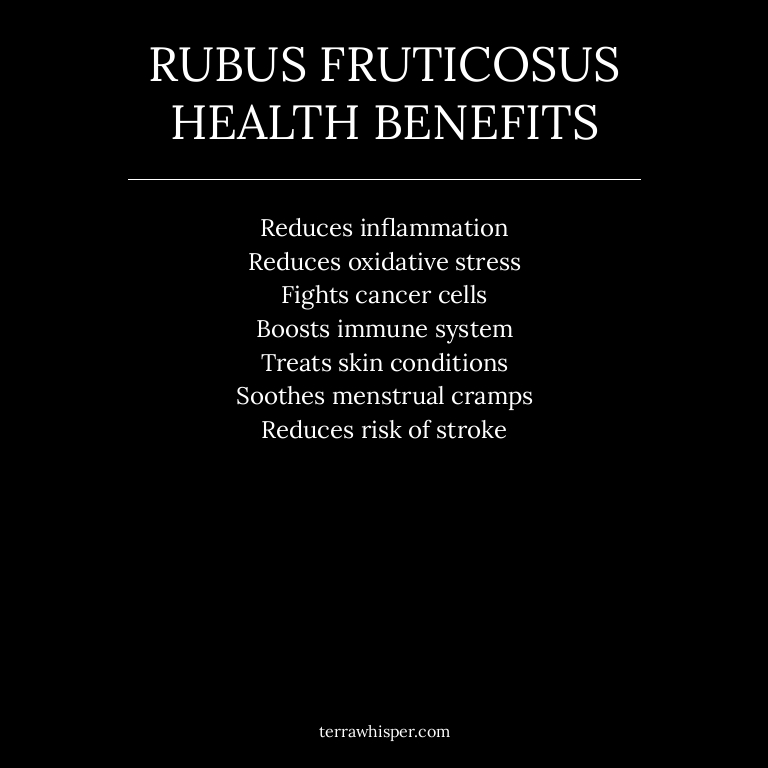 RUBUS FRUTICOSUS
HEALTH BENEFITS
Reduces inflammation
Reduces oxidative stress
Fights cancer cells
Boosts immune system
Treats skin conditions
Soothes menstrual cramps
Reduces risk of stroke
terrawhisper.com